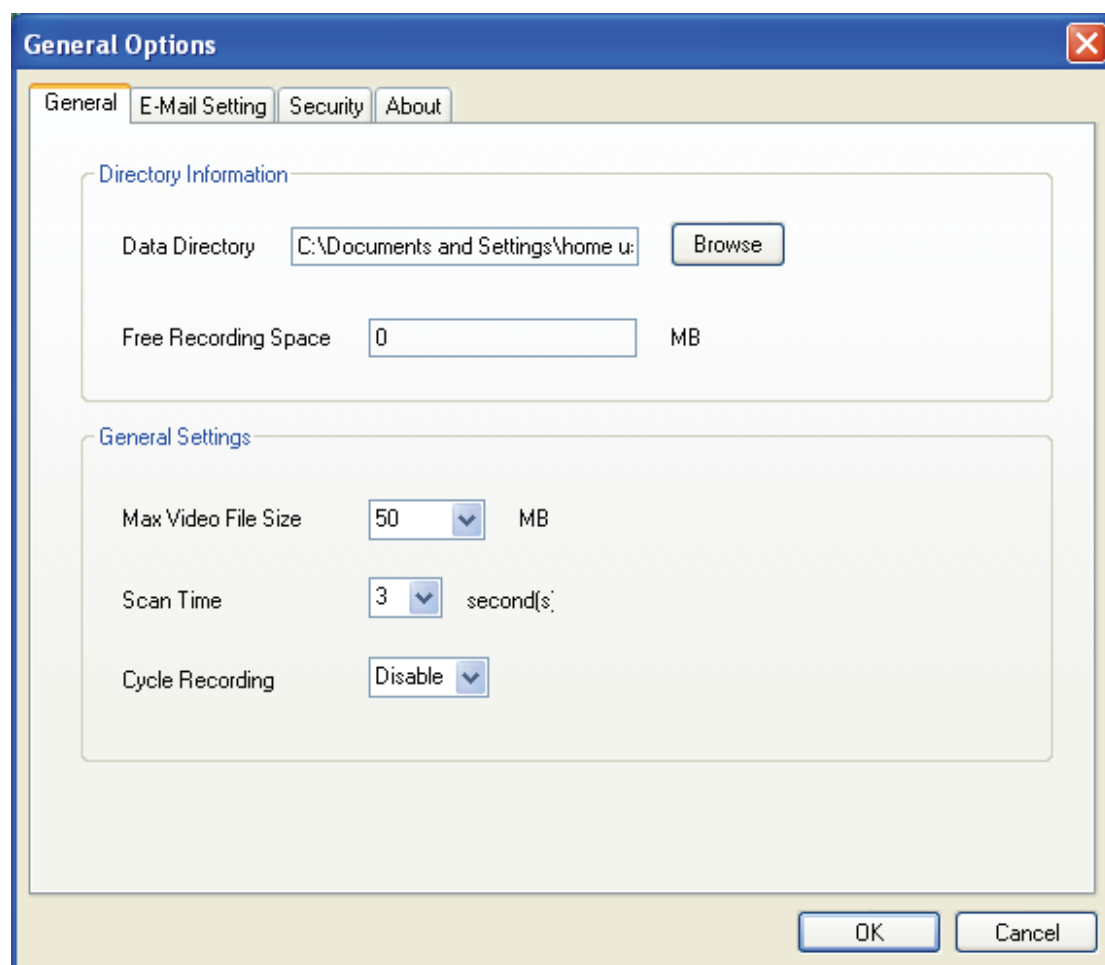 General Options
General E-Mail Setting Security About
Directory Information
Data Directory C:\Documents and Settings\home Browse
Free Recording Space 0 MB
General Settings
Max Video File Size 50 MB
Scan Time 3 second(s)
Cycle Recording Disable
OK Cancel